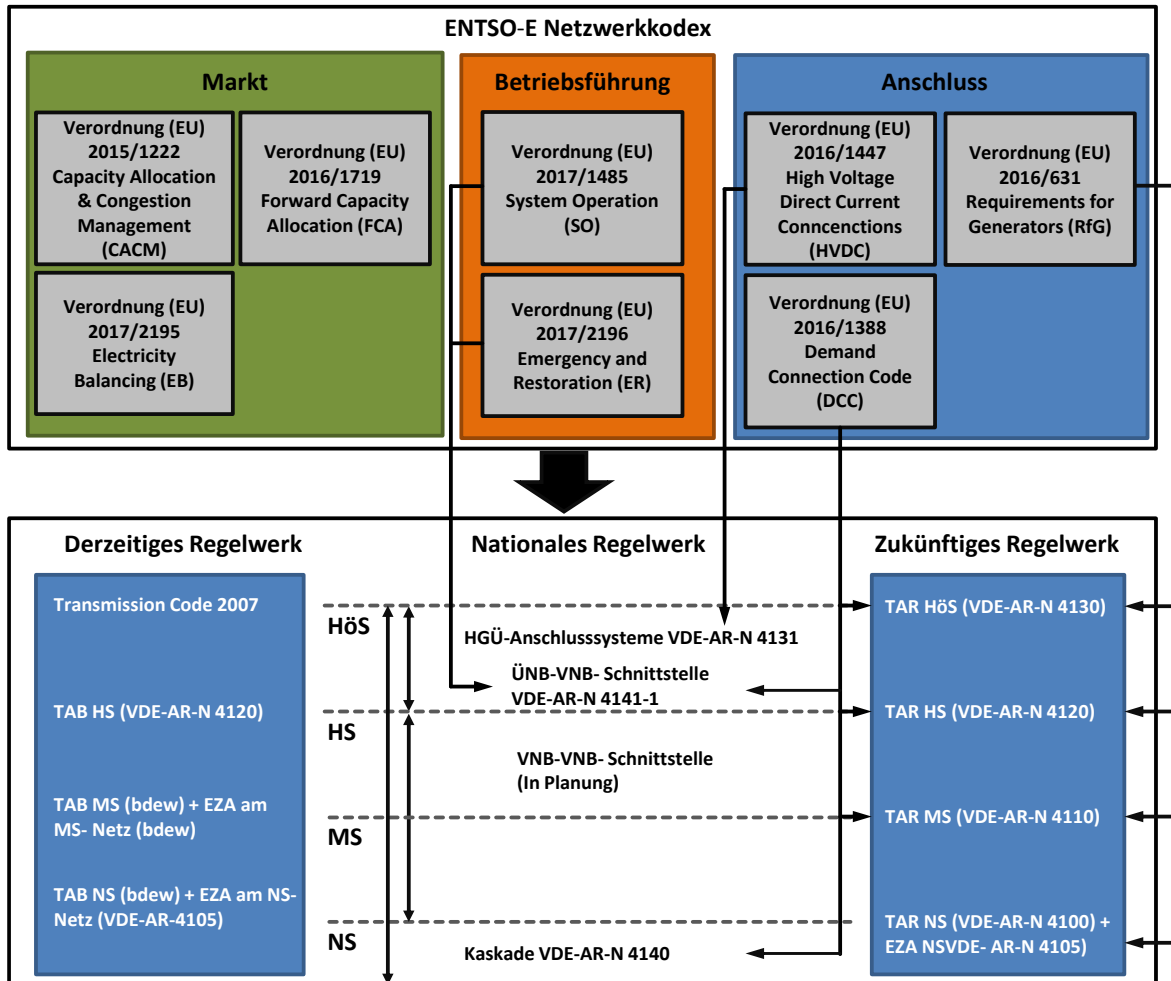 ENTSO-E Netzwerkkodex
Markt
Verordnung (EU)
2015/1222
Capacity Allocation
& Congestion
Management
(CACM)
Verordnung (EU)
2016/1719
Forward Capacity
Allocation (FCA)
Verordnung (EU)
2017/2195
Electricity
Balancing (EB)
Betriebsführung
Verordnung (EU)
2017/1485
System Operation
(SO)
Verordnung (EU)
2017/2196
Emergency and
Restoration (ER)
Anschluss
Verordnung (EU)
2016/1447
High Voltage
Direct Current
Conncenctions
(HVDC)
Verordnung (EU)
2016/631
Requirements for
Generators (RfG)
Verordnung (EU)
2016/1388
Demand
Connection Code
(DCC)
Derzeitiges Regelwerk
Transmission Code 2007
TAB HS (VDE-AR-N 4120)
TAB MS (bdew) + EZA am
MS- Netz (bdew)
TAB NS (bdew) + EZA am NS-
Netz (VDE-AR-4105)
Nationales Regelwerk
HöS
HGÜ-Anschlusssysteme VDE-AR-N 4131
ÜNB-VNB- Schnittstelle
VDE-AR-N 4141-1
HS
VNB-VNB- Schnittstelle
(In Planung)
MS
NS
Kaskade VDE-AR-N 4140
Zukünftiges Regelwerk
TAR HöS (VDE-AR-N 4130)
TAR HS (VDE-AR-N 4120)
TAR MS (VDE-AR-N 4110)
TAR NS (VDE-AR-N 4100) +
EZA NSVDE- AR-N 4105)